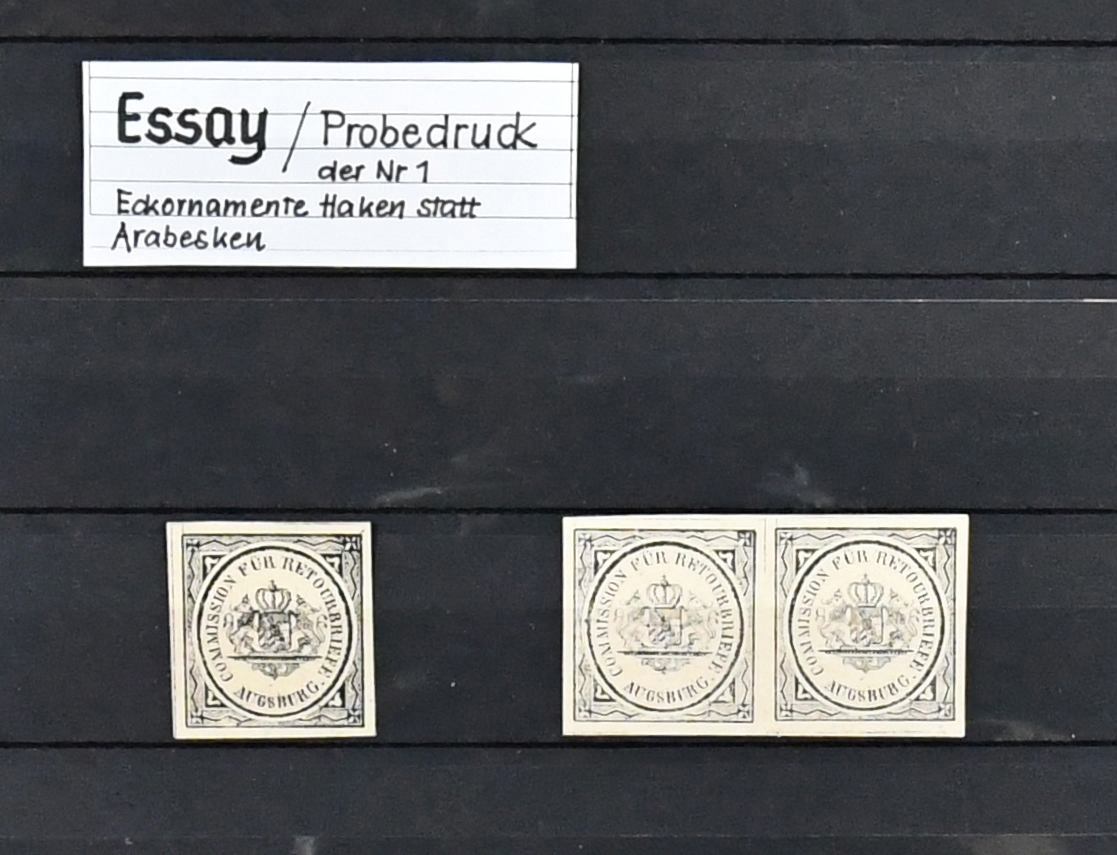 Essay / Probedruck
der Nr 1
Eckornamente Haken statt
Arabesken
COMMISSION FÜR RETOURBRIEFE
AUGSBURG.
COMMISSION FÜR RETOURBRIEFE
AUGSBURG.
COMMISSION FÜR RETOURBRIEFE
AUGSBURG.